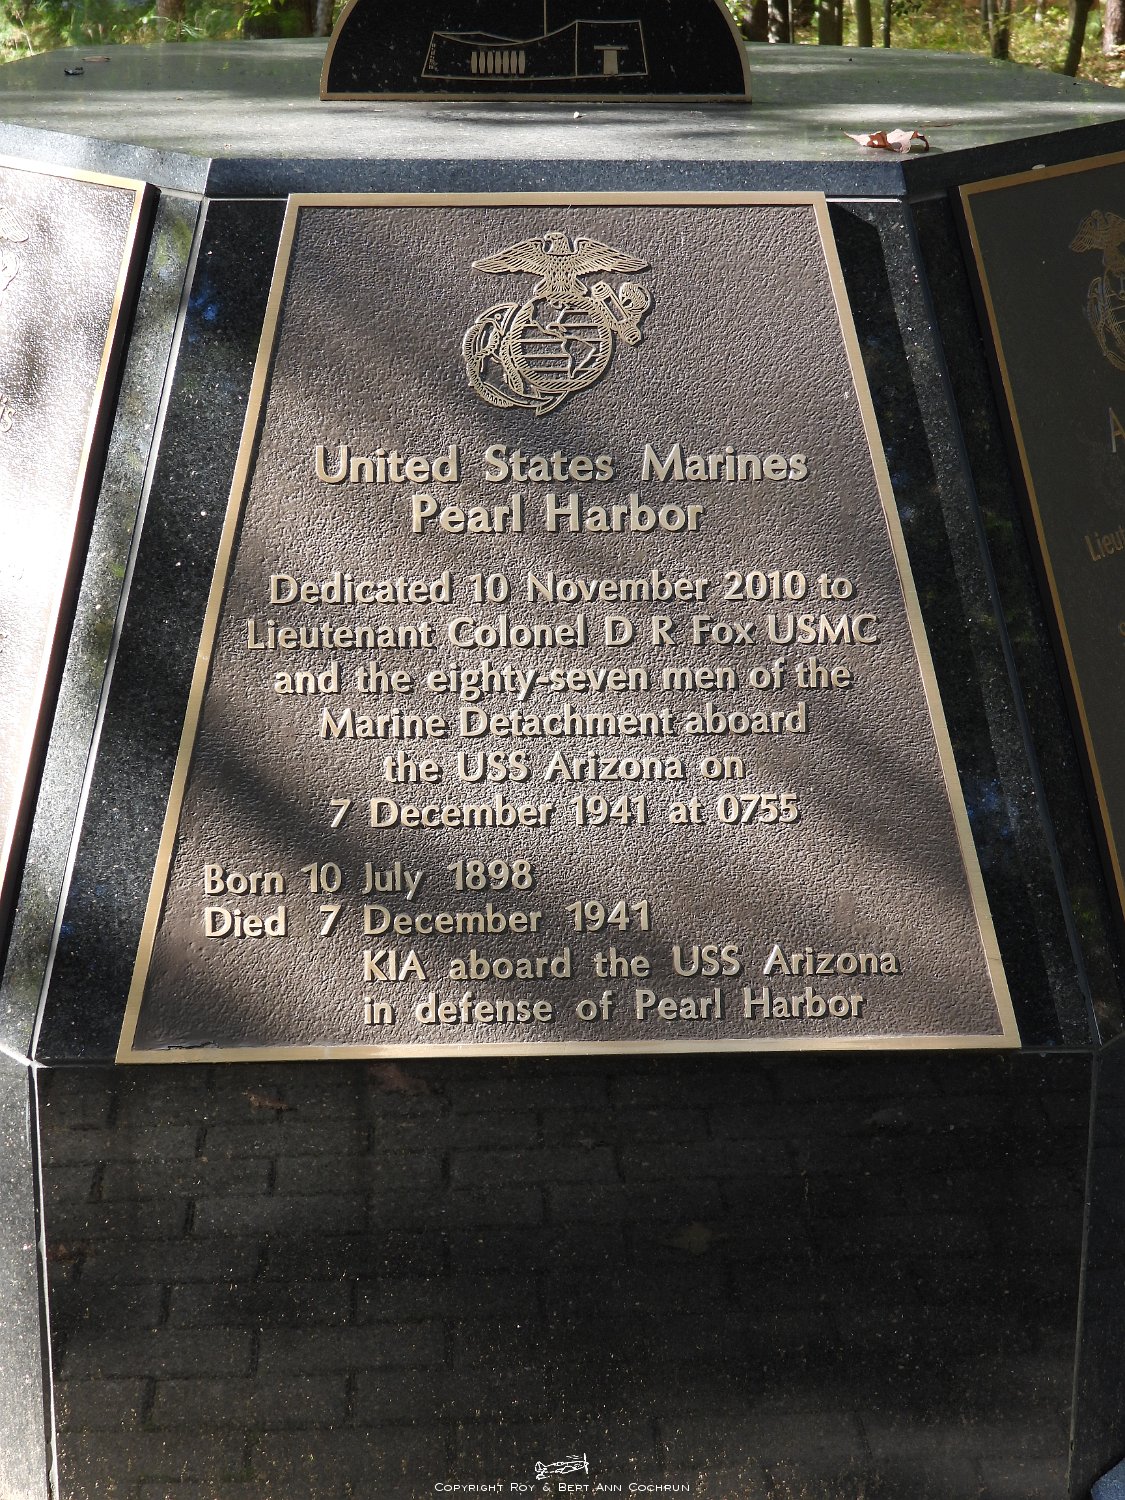 United States Marines
Pearl Harbor
Dedicated 10 November 2010 to
Lieutenant Colonel D R Fox USMC
and the eighty-seven men of the
Marine Detachment aboard
the USS Arizona on
7 December 1941 at 0755
Born 10 July 1898
Died 7 December 1941
KIA aboard the USS Arizona
in defense of Pearl Harbor
Copyright Roy & Bert Ann Cochrun